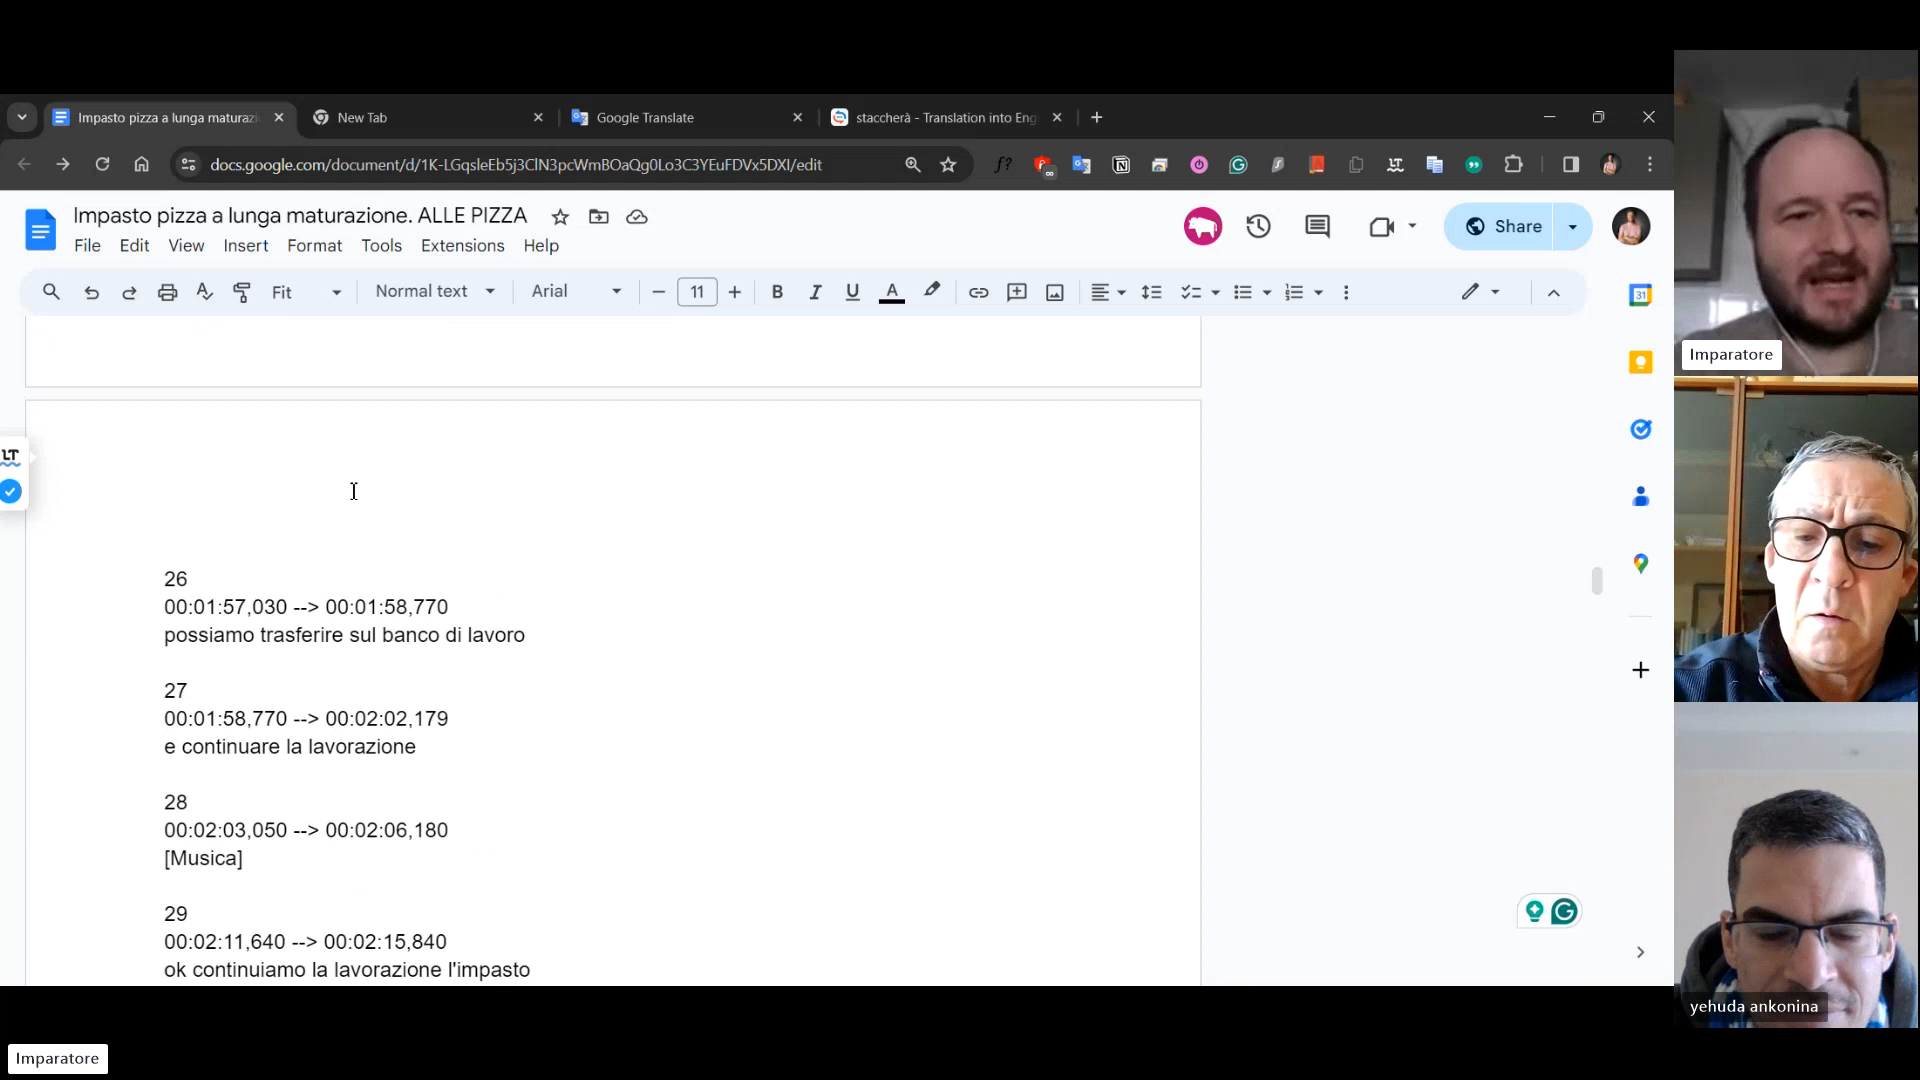 Impasto pizza a lunga maturazi
New Tab
Google Translate
staccherà - Translation into Eng
docs.google.com/document/d/1K-LGqsleEb5j3ClN3pcWmBOaQg0Lo3C3YEuFDVx5DXI/edit
Impasto pizza a lunga maturazione. ALLE PIZZA
File Edit View Insert Format Tools Extensions Help
Share
Fit
Normal text
Arial
11
B I U A
31
LT
26
00:01:57,030 --> 00:01:58,770
possiamo trasferire sul banco di lavoro
27
00:01:58,770 --> 00:02:02,179
e continuare la lavorazione
28
00:02:03,050 --> 00:02:06,180
[Musica]
29
00:02:11,640 --> 00:02:15,840
ok continuiamo la lavorazione l'impasto
Imparatore
yehuda ankonina
Imparatore